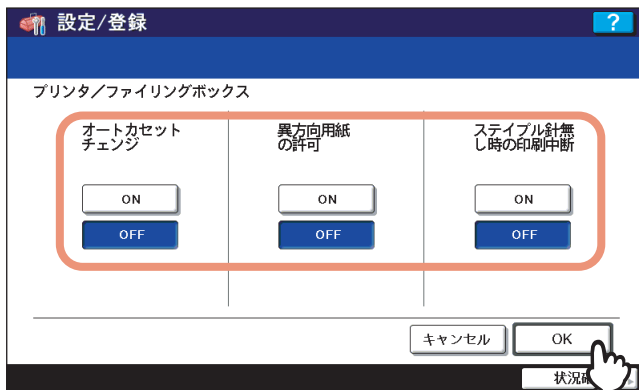 設定/登録
?
プリンタ/ファイリングボックス
オートカセット
チェンジ
異方向用紙
の許可
ステイプル針無
し時の印刷中断
ON
ON
ON
OFF
OFF
OFF
キャンセル
OK
状況